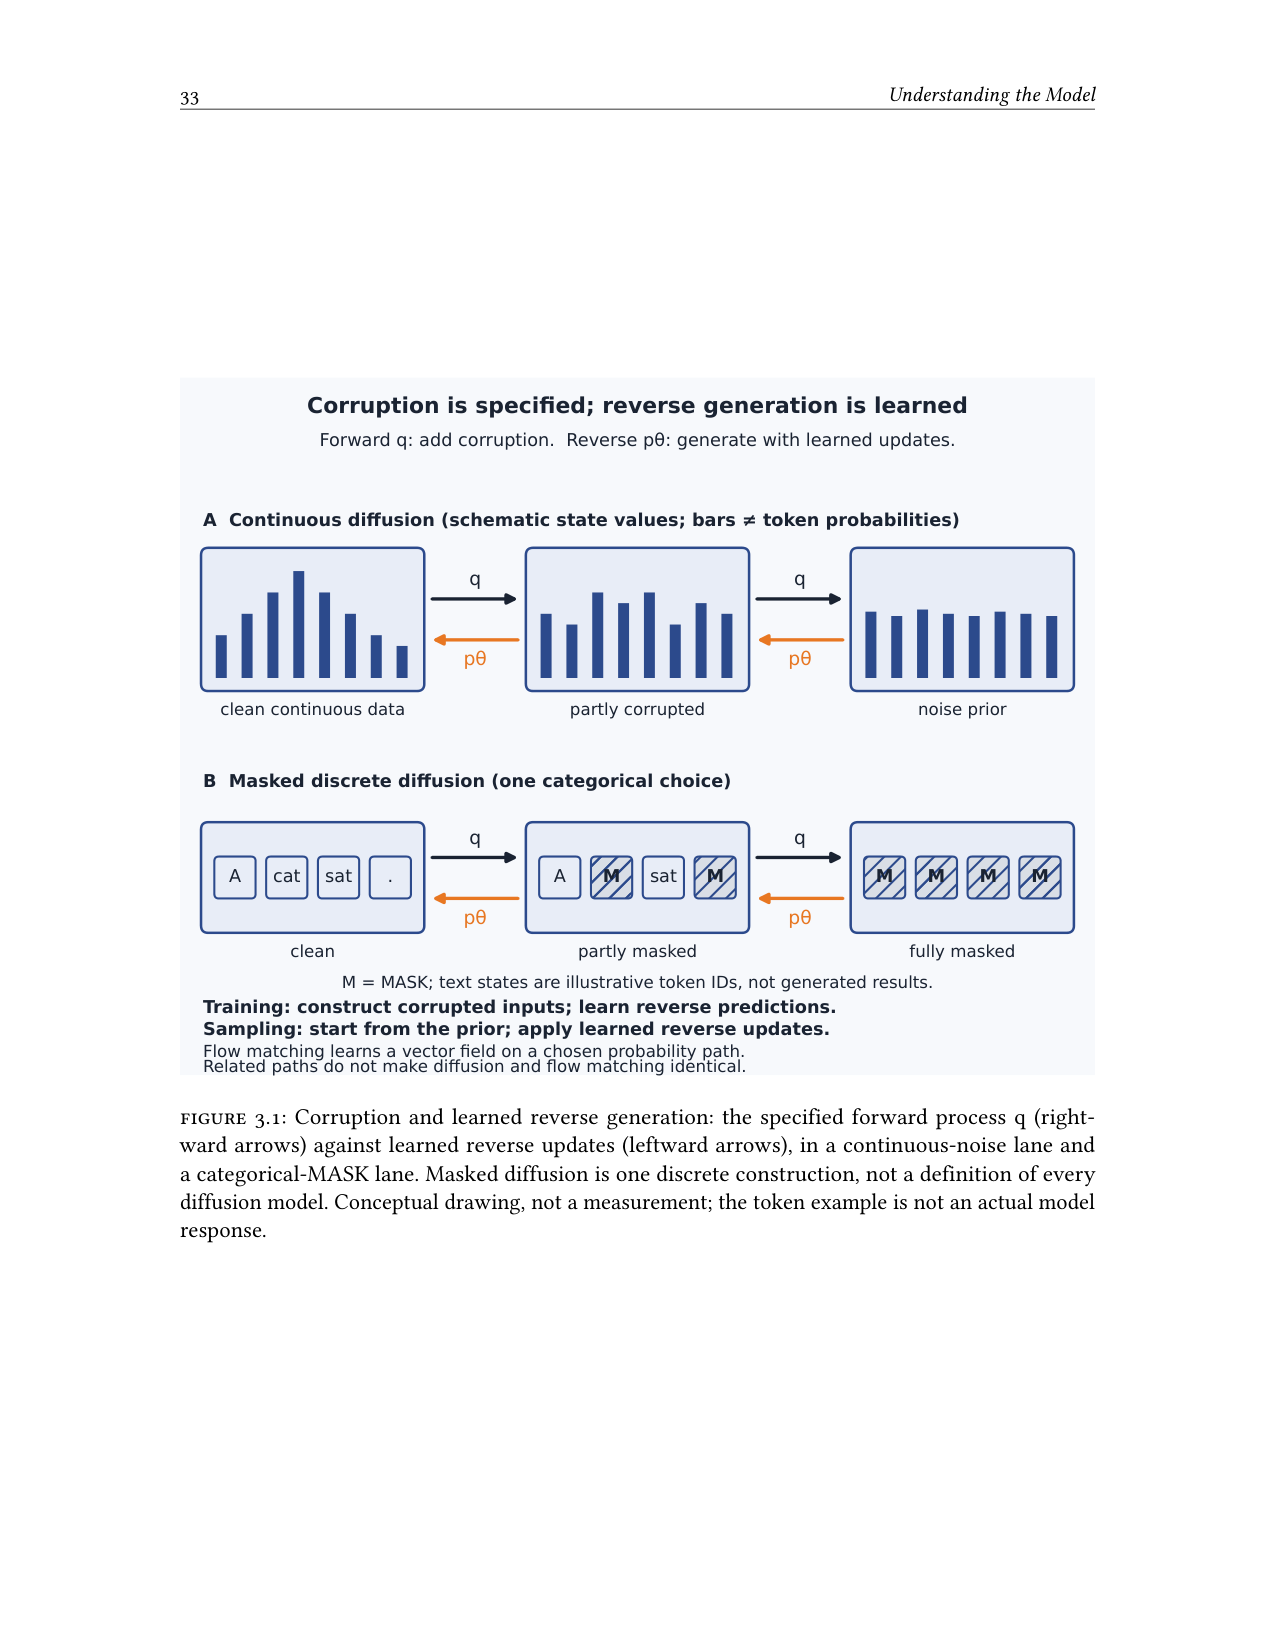 33 Understanding the Model
Corruption is specified; reverse generation is learned
Forward q: add corruption. Reverse pθ: generate with learned updates.
A Continuous diffusion (schematic state values; bars ≠ token probabilities)
q q
pθ pθ
clean continuous data partly corrupted noise prior
B Masked discrete diffusion (one categorical choice)
q q
A cat sat . A M sat M M M M M
pθ pθ
clean partly masked fully masked
M = MASK; text states are illustrative token IDs, not generated results.
Training: construct corrupted inputs; learn reverse predictions.
Sampling: start from the prior; apply learned reverse updates.
Flow matching learns a vector field on a chosen probability path.
Related paths do not make diffusion and flow matching identical.
FIGURE 3.1: Corruption and learned reverse generation: the specified forward process q (right-
ward arrows) against learned reverse updates (leftward arrows), in a continuous-noise lane and
a categorical-MASK lane. Masked diffusion is one discrete construction, not a definition of every
diffusion model. Conceptual drawing, not a measurement; the token example is not an actual model
response.